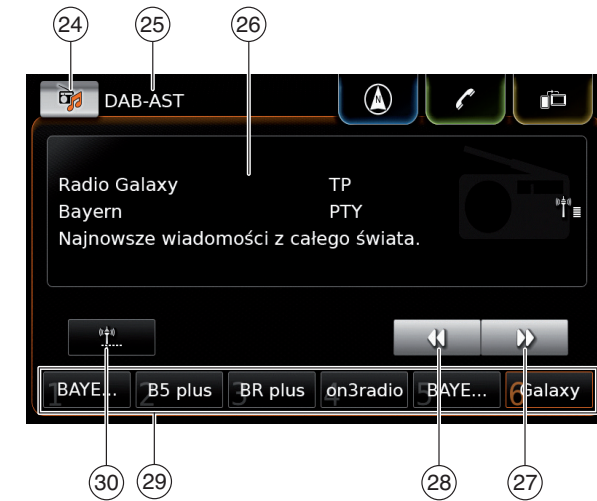 24 25 26
DAB-AST
Radio Galaxy TP
Bayern PTY
Najnowsze wiadomości z całego świata.
1 BAYE... 2 B5 plus 3 BR plus 4 on3radio 5 BAYE... 6 Galaxy
30 29 28 27